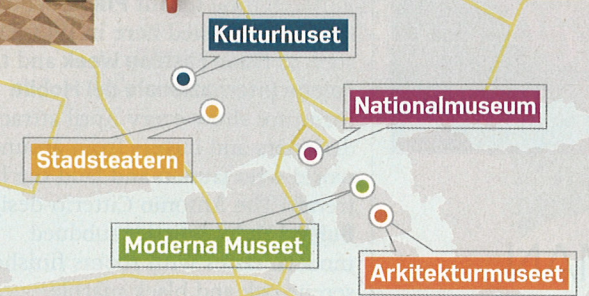 Kulturhuset
Nationalmuseum
Stadsteatern
Moderna Museet
Arkitekturmuseet